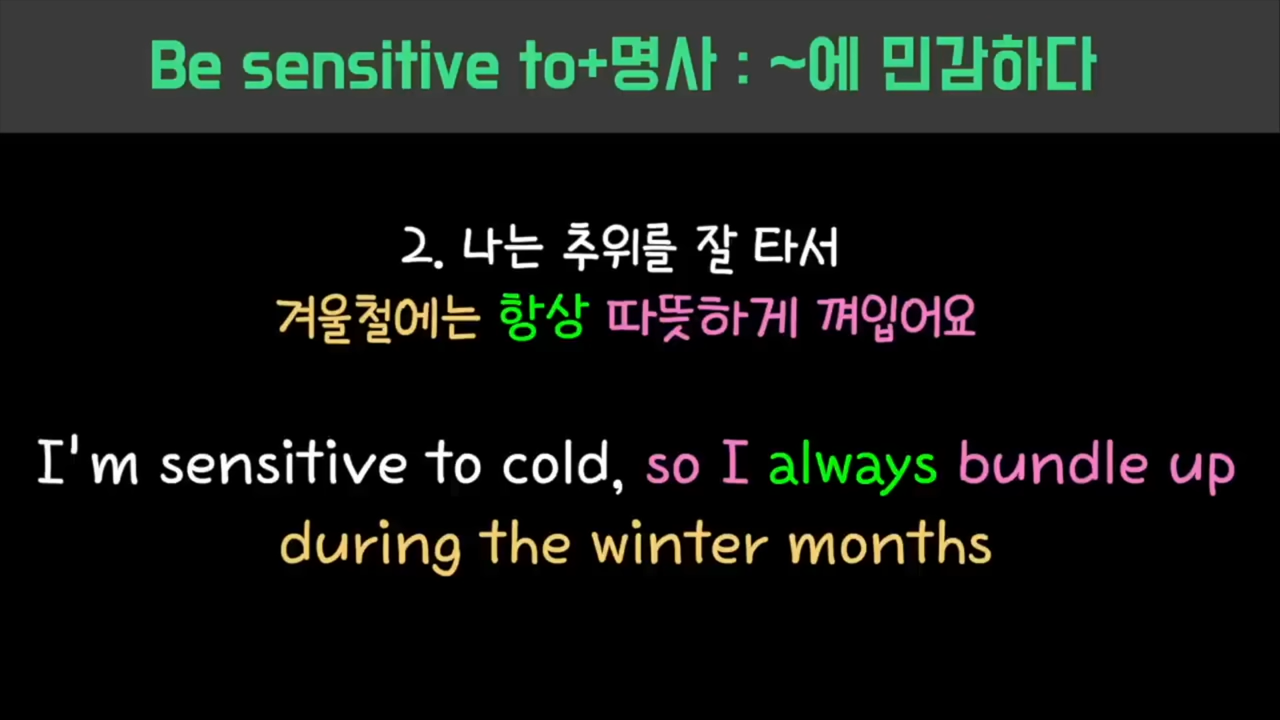 Be sensitive to+명사 : ~에 민감하다
2. 나는 추위를 잘 타서
겨울철에는 항상 따뜻하게 껴입어요
I'm sensitive to cold, so I always bundle up
during the winter months